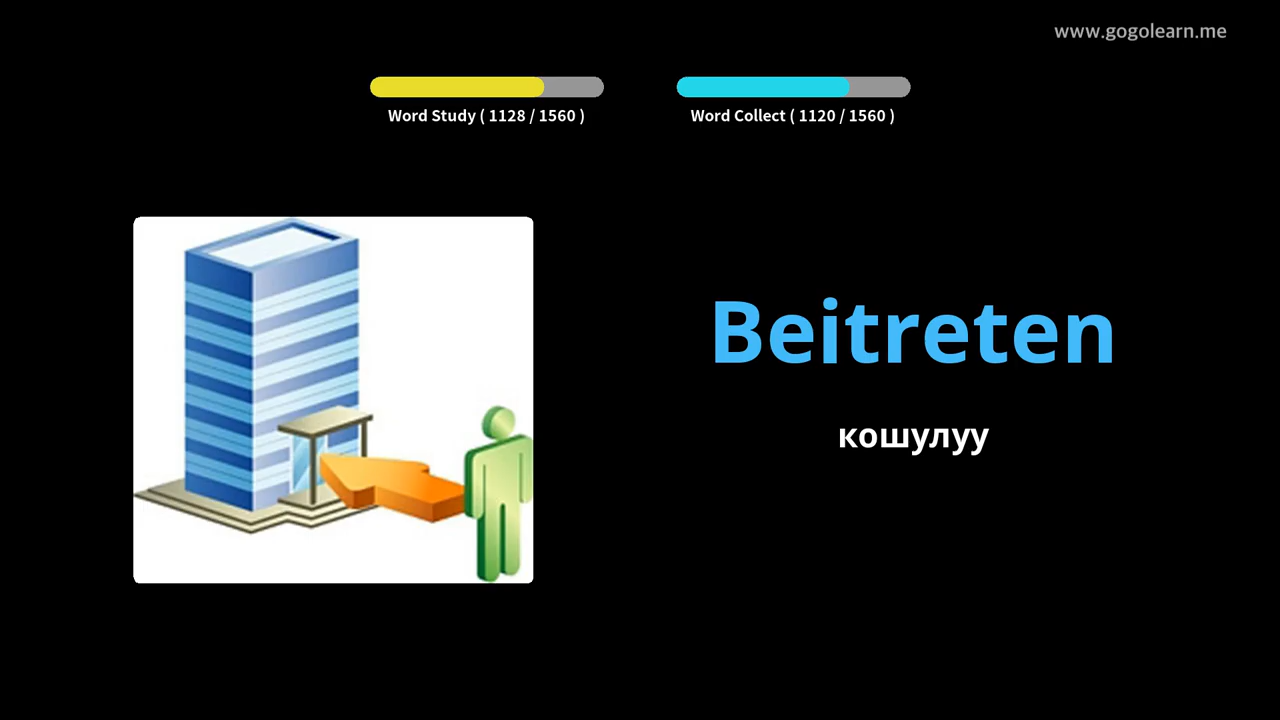 www.gogolearn.me
Word Study ( 1128 / 1560 )
Word Collect ( 1120 / 1560 )
Beitreten
кошулуу